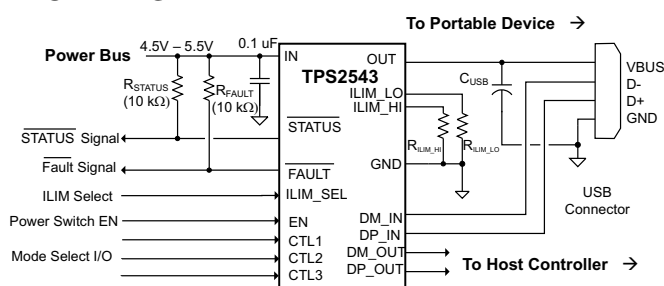 To Portable Device →
Power Bus
4.5V – 5.5V
0.1 uF
IN
OUT
TPS2543
RSTATUS
(10 kΩ)
RFAULT
(10 kΩ)
CUSB
VBUS
D-
D+
GND
ILIM_LO
ILIM_HI
STATUS
STATUS Signal
RILIM_HI
RILIM_LO
Fault Signal
FAULT
GND
ILIM Select
ILIM_SEL
USB
Connector
Power Switch EN
EN
DM_IN
CTL1
DP_IN
Mode Select I/O
CTL2
DM_OUT
CTL3
DP_OUT
To Host Controller →